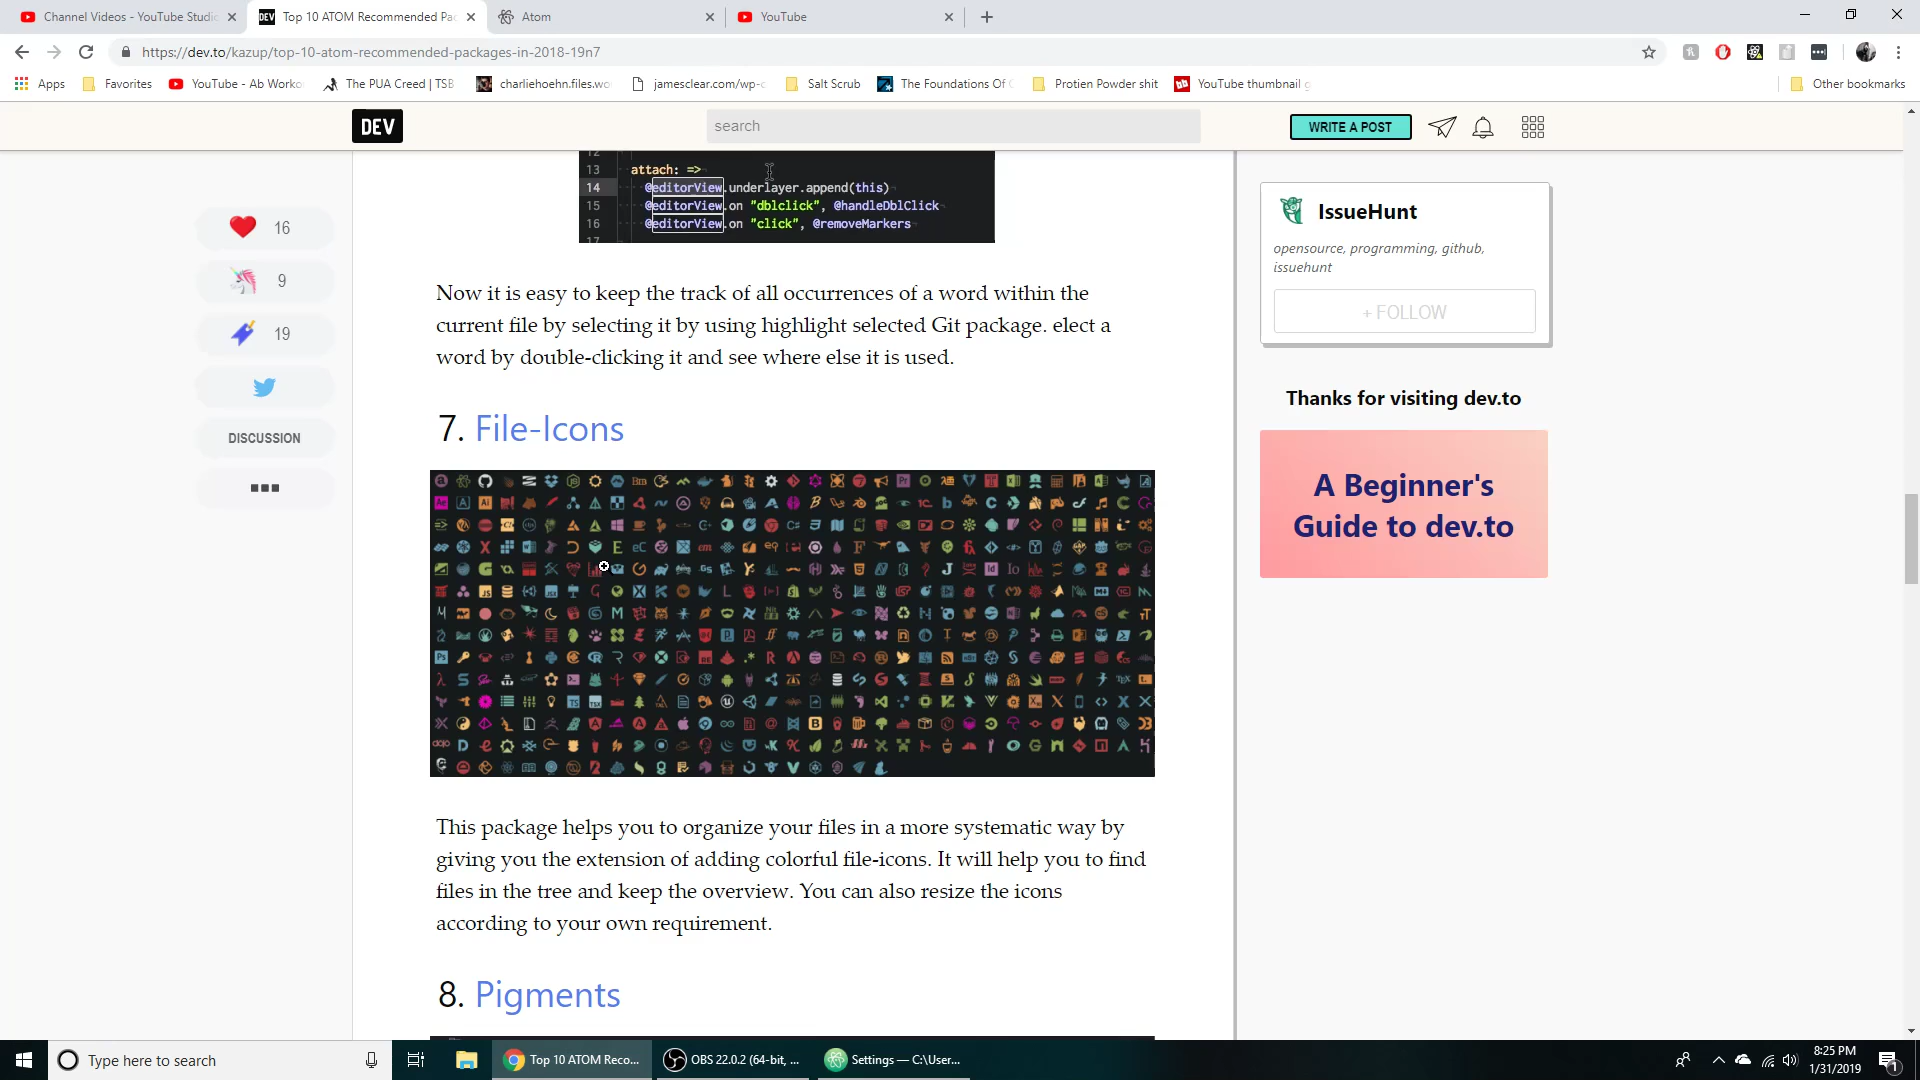 Channel Videos - YouTube Studi
Top 10 ATOM Recommended Pac
Atom
YouTube
https://dev.to/kazup/top-10-atom-recommended-packages-in-2018-19n7
Apps
Favorites
YouTube - Ab Worko
The PUA Creed | TSB
charliehoehn.files.wo
jamesclear.com/wp-c
Salt Scrub
The Foundations Of
Protien Powder shit
YouTube thumbnail g
Other bookmarks
DEV
search
WRITE A POST
12
13 attach: =>
14 @editorView.underlayer.append(this)
15 @editorView.on "dblclick", @handleDblClick
16 @editorView.on "click", @removeMarkers
17
16
9
19
DISCUSSION
Now it is easy to keep the track of all occurrences of a word within the
current file by selecting it by using highlight selected Git package. elect a
word by double-clicking it and see where else it is used.
7. File-Icons
This package helps you to organize your files in a more systematic way by
giving you the extension of adding colorful file-icons. It will help you to find
files in the tree and keep the overview. You can also resize the icons
according to your own requirement.
8. Pigments
IssueHunt
opensource, programming, github,
issuehunt
+ FOLLOW
Thanks for visiting dev.to
A Beginner's
Guide to dev.to
Type here to search
Top 10 ATOM Reco...
OBS 22.0.2 (64-bit, ...
Settings — C:\User...
8:25 PM
1/31/2019
1